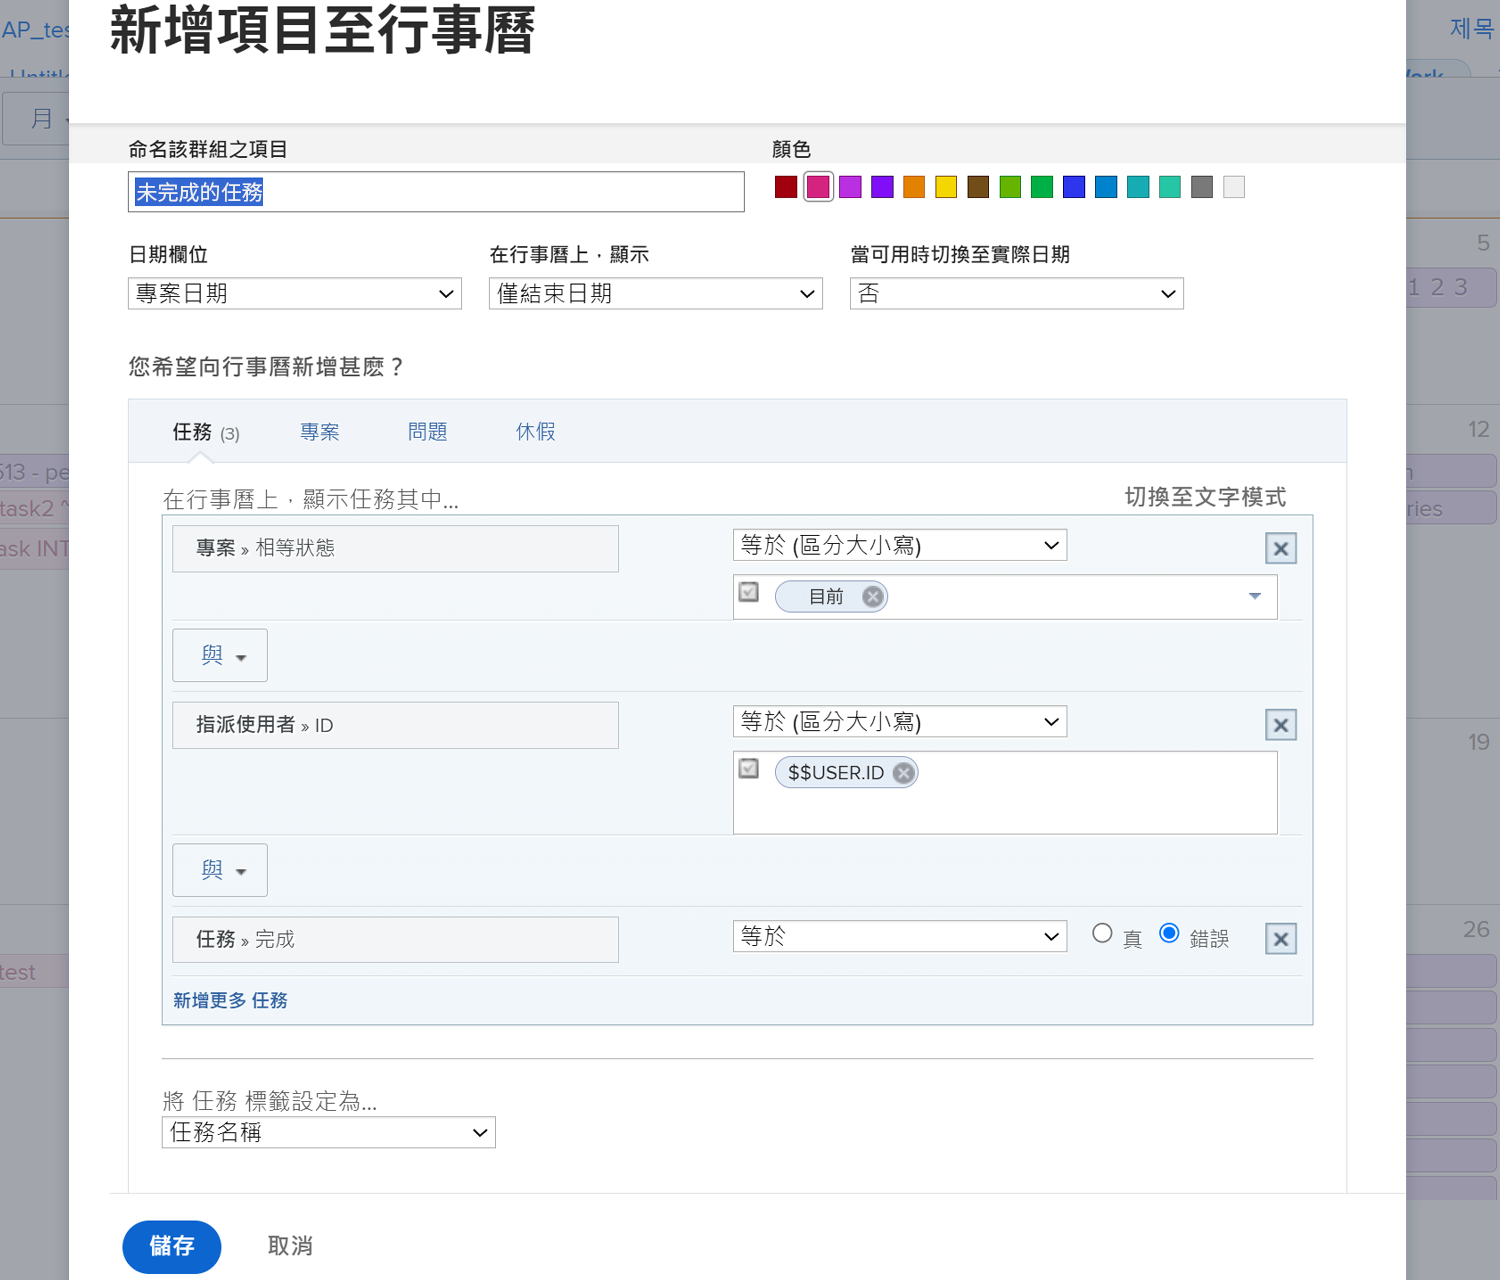 新增項目至行事曆
AP_tes
제목
月
命名該群組之項目
顏色
未完成的任務
日期欄位
在行事曆上，顯示
當可用時切換至實際日期
專案日期
僅結束日期
否
5
1 2 3
您希望向行事曆新增甚麼？
任務 (3)
專案
問題
休假
12
513 - pe
在行事曆上，顯示任務其中...
切換至文字模式
task2 ~
ries
專案 » 相等狀態
等於 (區分大小寫)
ask INT
目前
與
指派使用者 » ID
等於 (區分大小寫)
19
$$USER.ID
與
任務 » 完成
等於
真
錯誤
26
test
新增更多 任務
將 任務 標籤設定為...
任務名稱
儲存
取消